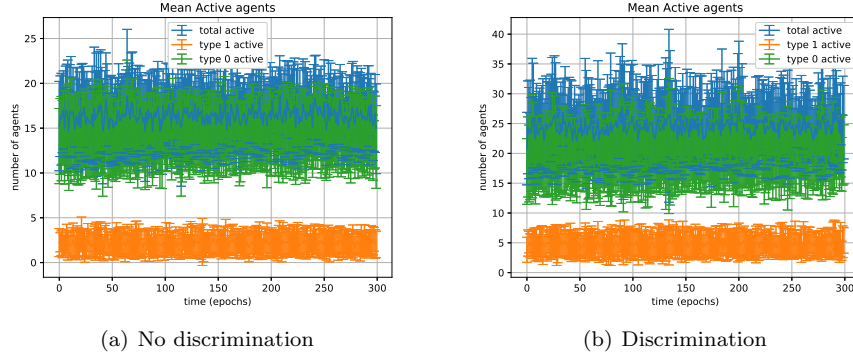 Mean Active agents
total active
type 1 active
type 0 active
number of agents
25
20
15
10
5
0
0 50 100 150 200 250 300
time (epochs)
(a) No discrimination
Mean Active agents
total active
type 1 active
type 0 active
number of agents
40
35
30
25
20
15
10
5
0
0 50 100 150 200 250 300
time (epochs)
(b) Discrimination